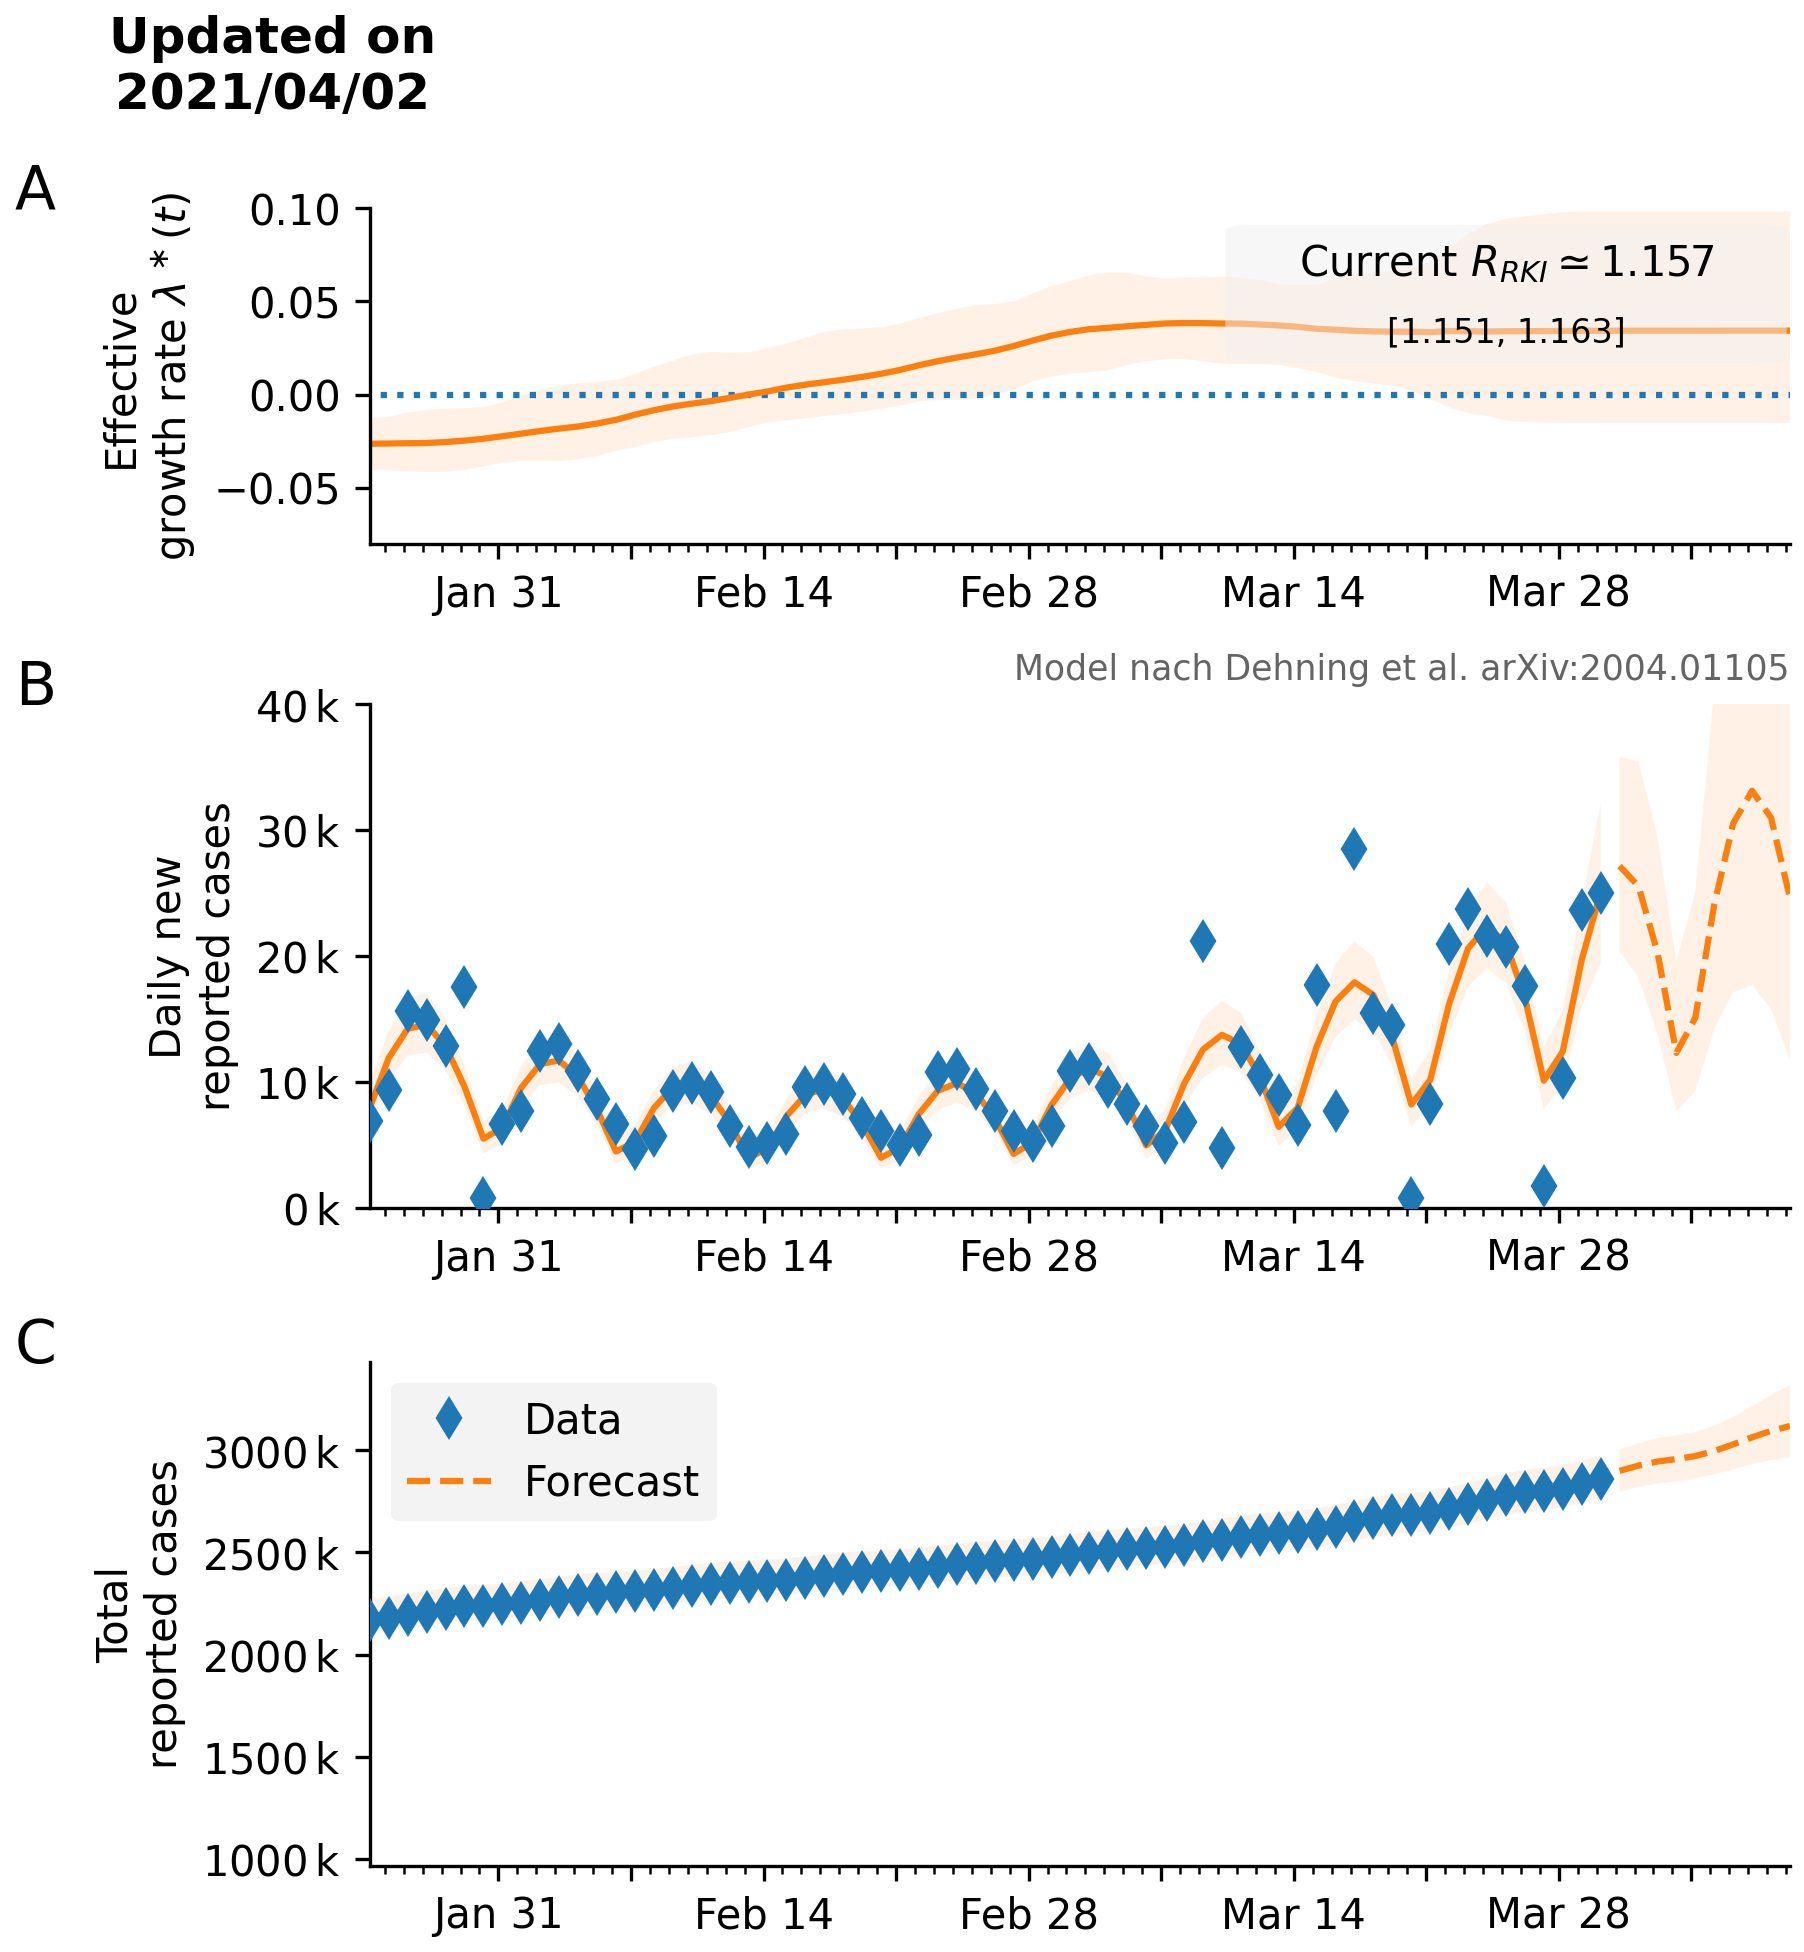 Updated on
2021/04/02
A
Effective
growth rate λ * (t)
0.10
0.05
0.00
−0.05
Current R_RKI ≃ 1.157
[1.151, 1.163]
Jan 31
Feb 14
Feb 28
Mar 14
Mar 28
Model nach Dehning et al. arXiv:2004.01105
B
Daily new
reported cases
40 k
30 k
20 k
10 k
0 k
Jan 31
Feb 14
Feb 28
Mar 14
Mar 28
C
Total
reported cases
3000 k
2500 k
2000 k
1500 k
1000 k
Data
Forecast
Jan 31
Feb 14
Feb 28
Mar 14
Mar 28